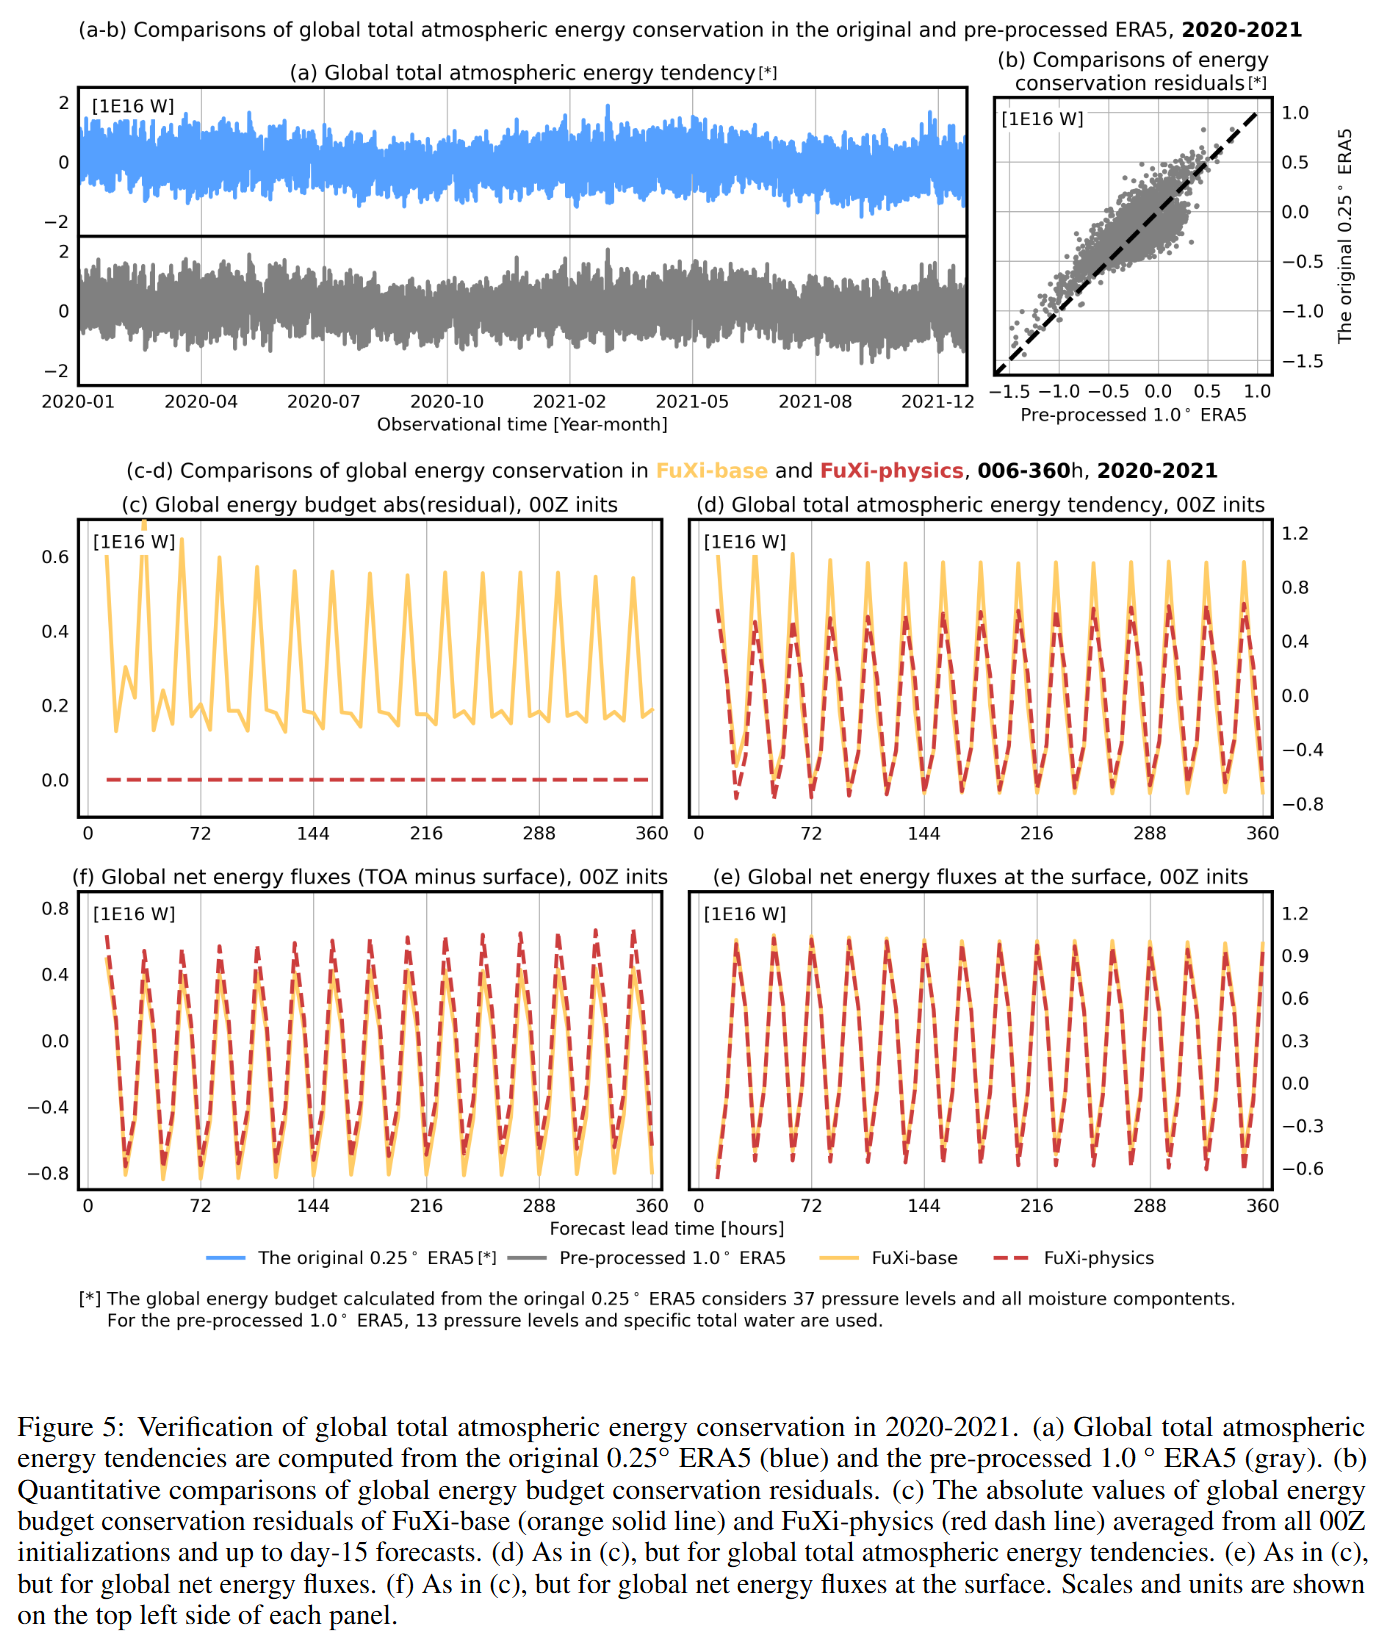 (a-b) Comparisons of global total atmospheric energy conservation in the original and pre-processed ERA5, 2020-2021
(a) Global total atmospheric energy tendency[*]
[1E16 W]
2
0
−2
2
0
−2
2020-01 2020-04 2020-07 2020-10 2021-02 2021-05 2021-08 2021-12
Observational time [Year-month]
(b) Comparisons of energy
conservation residuals[*]
[1E16 W]
1.0
0.5
0.0
−0.5
−1.0
−1.5
The original 0.25° ERA5
−1.5 −1.0 −0.5 0.0 0.5 1.0
Pre-processed 1.0° ERA5
(c-d) Comparisons of global energy conservation in FuXi-base and FuXi-physics, 006-360h, 2020-2021
(c) Global energy budget abs(residual), 00Z inits
[1E16 W]
0.6
0.4
0.2
0.0
0 72 144 216 288 360
(d) Global total atmospheric energy tendency, 00Z inits
[1E16 W]
1.2
0.8
0.4
0.0
−0.4
−0.8
0 72 144 216 288 360
(f) Global net energy fluxes (TOA minus surface), 00Z inits
[1E16 W]
0.8
0.4
0.0
−0.4
−0.8
0 72 144 216 288 360
(e) Global net energy fluxes at the surface, 00Z inits
[1E16 W]
1.2
0.9
0.6
0.3
0.0
−0.3
−0.6
0 72 144 216 288 360
Forecast lead time [hours]
The original 0.25° ERA5[*] Pre-processed 1.0° ERA5 FuXi-base FuXi-physics
[*] The global energy budget calculated from the oringal 0.25° ERA5 considers 37 pressure levels and all moisture compontents.
For the pre-processed 1.0° ERA5, 13 pressure levels and specific total water are used.
Figure 5: Verification of global total atmospheric energy conservation in 2020-2021. (a) Global total atmospheric
energy tendencies are computed from the original 0.25° ERA5 (blue) and the pre-processed 1.0 ° ERA5 (gray). (b)
Quantitative comparisons of global energy budget conservation residuals. (c) The absolute values of global energy
budget conservation residuals of FuXi-base (orange solid line) and FuXi-physics (red dash line) averaged from all 00Z
initializations and up to day-15 forecasts. (d) As in (c), but for global total atmospheric energy tendencies. (e) As in (c),
but for global net energy fluxes. (f) As in (c), but for global net energy fluxes at the surface. Scales and units are shown
on the top left side of each panel.